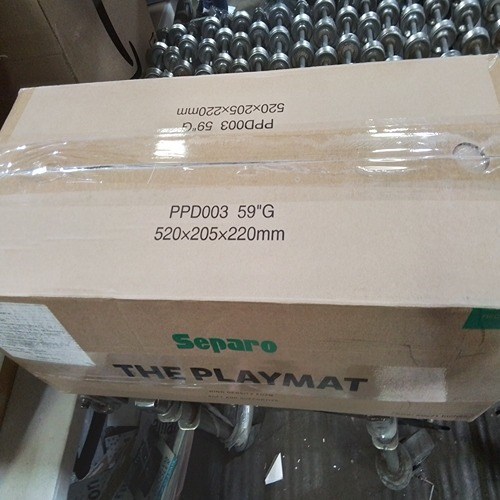 520x205x220mm
PPD003 59"G
PPD003 59"G
520x205x220mm
Separo
THE PLAYMAT